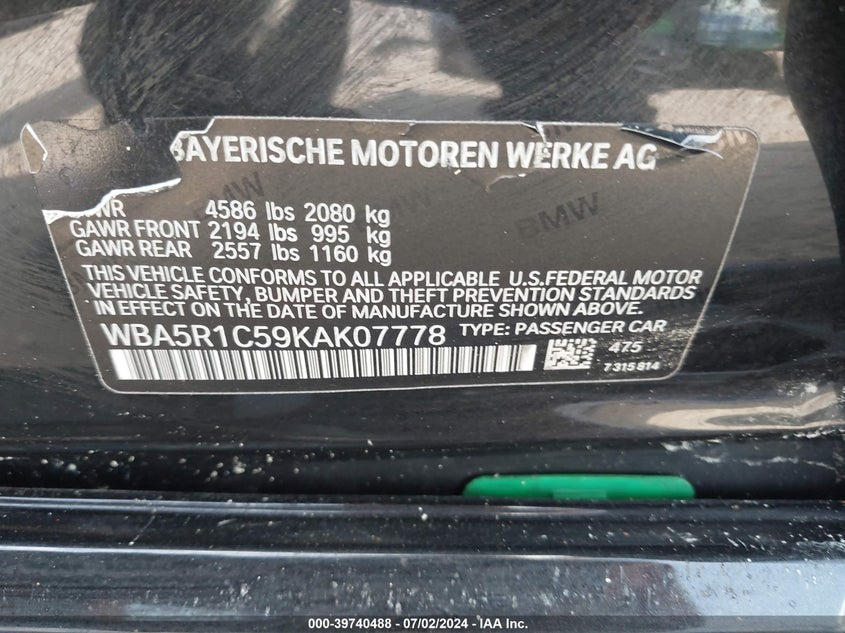 BAYERISCHE MOTOREN WERKE AG
4586 lbs 2080 kg
GAWR FRONT 2194 lbs 995 kg
GAWR REAR 2557 lbs 1160 kg
BMW
THIS VEHICLE CONFORMS TO ALL APPLICABLE U.S.FEDERAL MOTOR
VEHICLE SAFETY, BUMPER AND THEFT PREVENTION STANDARDS
IN EFFECT ON THE DATE OF MANUFACTURE SHOWN ABOVE.
WBA5R1C59KAK07778 TYPE: PASSENGER CAR
475
7315814
000-39740488 - 07/02/2024 - IAA Inc.